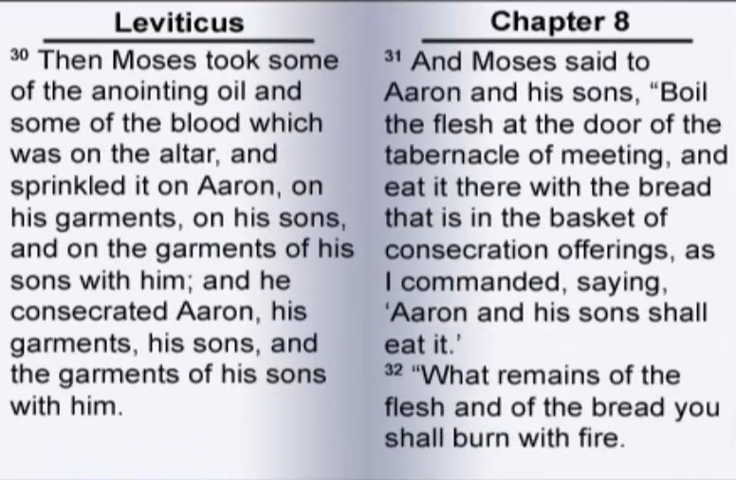 Leviticus
³⁰ Then Moses took some
of the anointing oil and
some of the blood which
was on the altar, and
sprinkled it on Aaron, on
his garments, on his sons,
and on the garments of his
sons with him; and he
consecrated Aaron, his
garments, his sons, and
the garments of his sons
with him.
Chapter 8
³¹ And Moses said to
Aaron and his sons, “Boil
the flesh at the door of the
tabernacle of meeting, and
eat it there with the bread
that is in the basket of
consecration offerings, as
I commanded, saying,
‘Aaron and his sons shall
eat it.’
³² “What remains of the
flesh and of the bread you
shall burn with fire.